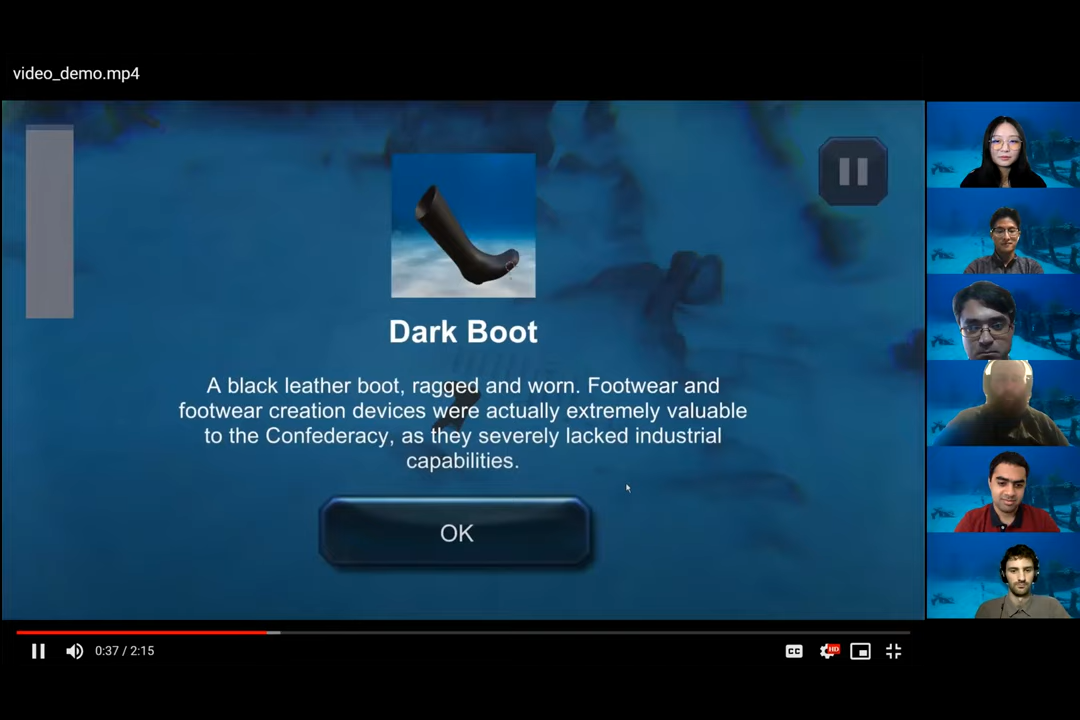 video_demo.mp4
Dark Boot
A black leather boot, ragged and worn. Footwear and
footwear creation devices were actually extremely valuable
to the Confederacy, as they severely lacked industrial
capabilities.
OK
0:37 / 2:15
CC
HD